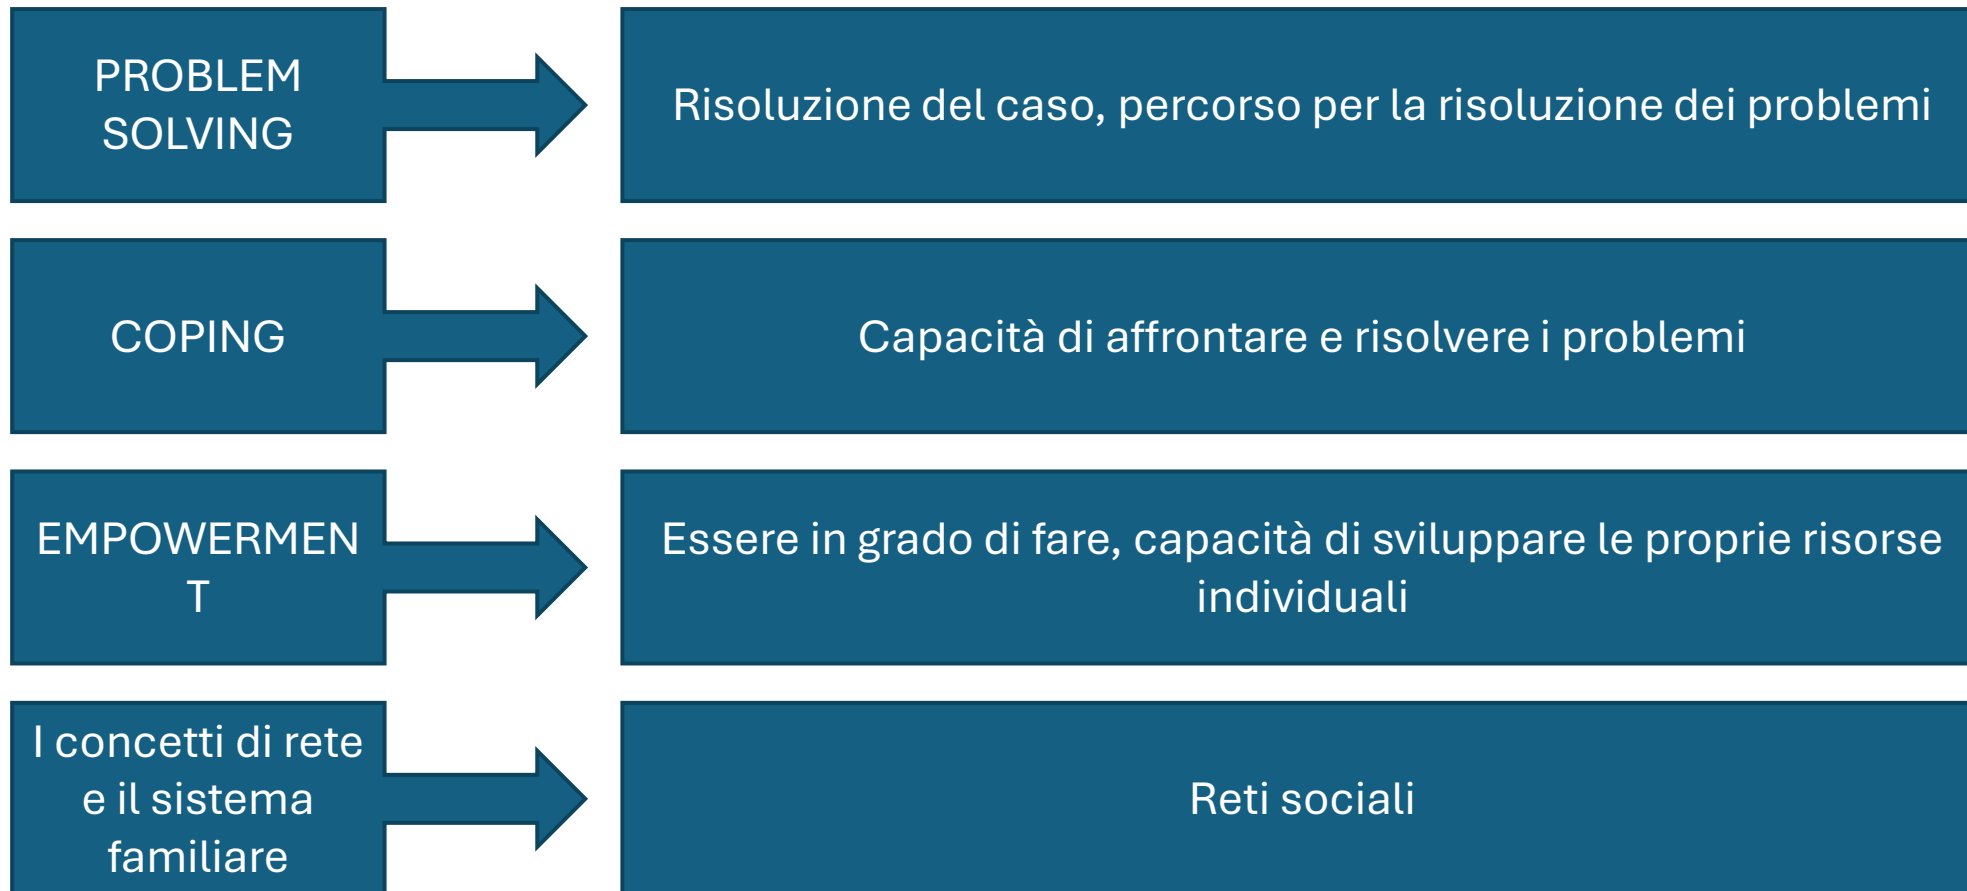 PROBLEM
SOLVING
Risoluzione del caso, percorso per la risoluzione dei problemi
COPING
Capacità di affrontare e risolvere i problemi
EMPOWERMEN
T
Essere in grado di fare, capacità di sviluppare le proprie risorse
individuali
I concetti di rete
e il sistema
familiare
Reti sociali